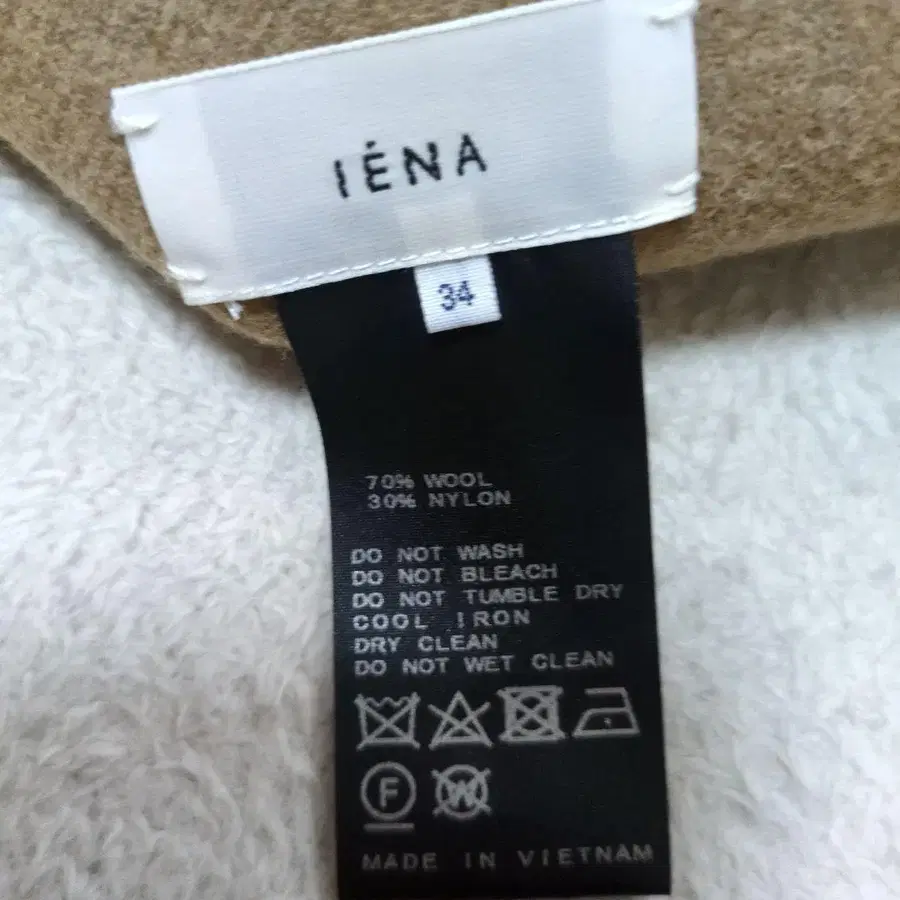 IÉNA
34
70% WOOL
30% NYLON
DO NOT WASH
DO NOT BLEACH
DO NOT TUMBLE DRY
COOL IRON
DRY CLEAN
DO NOT WET CLEAN
F W
MADE IN VIETNAM